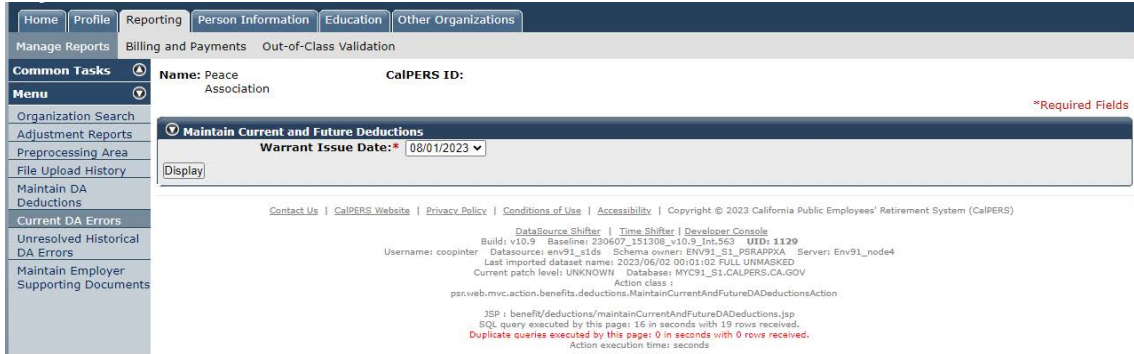 Home Profile Reporting Person Information Education Other Organizations
Manage Reports Billing and Payments Out-of-Class Validation
Common Tasks
Menu
Organization Search
Adjustment Reports
Preprocessing Area
File Upload History
Maintain DA
Deductions
Current DA Errors
Unresolved Historical
DA Errors
Maintain Employer
Supporting Documents
Name: Peace
Association
CalPERS ID:
*Required Fields
Maintain Current and Future Deductions
Warrant Issue Date:* 08/01/2023
Display
Contact Us | CalPERS Website | Privacy Policy | Conditions of Use | Accessibility | Copyright © 2023 California Public Employees' Retirement System (CalPERS)
DataSource Shifter | Time Shifter | Developer Console
Build: v10.9 Baseline: 230607_151308_v10.9_Int.563 UID: 1129
Username: coopinter Datasource: env91_s1ds Schema owner: ENV91_S1_PSRAPPXA Server: Env91_node4
Last imported dataset name: 2023/06/02 00:01:02 FULL UNMASKED
Current patch level: UNKNOWN Database: MYC91_S1.CALPERS.CA.GOV
Action class :
psr.web.mvc.action.benefits.deductions.MaintainCurrentAndFutureDADeductionsAction
JSP : benefit/deductions/maintainCurrentAndFutureDADeductions.jsp
SQL query executed by this page: 16 in seconds with 19 rows received.
Duplicate queries executed by this page: 0 in seconds with 0 rows received.
Action execution time: seconds